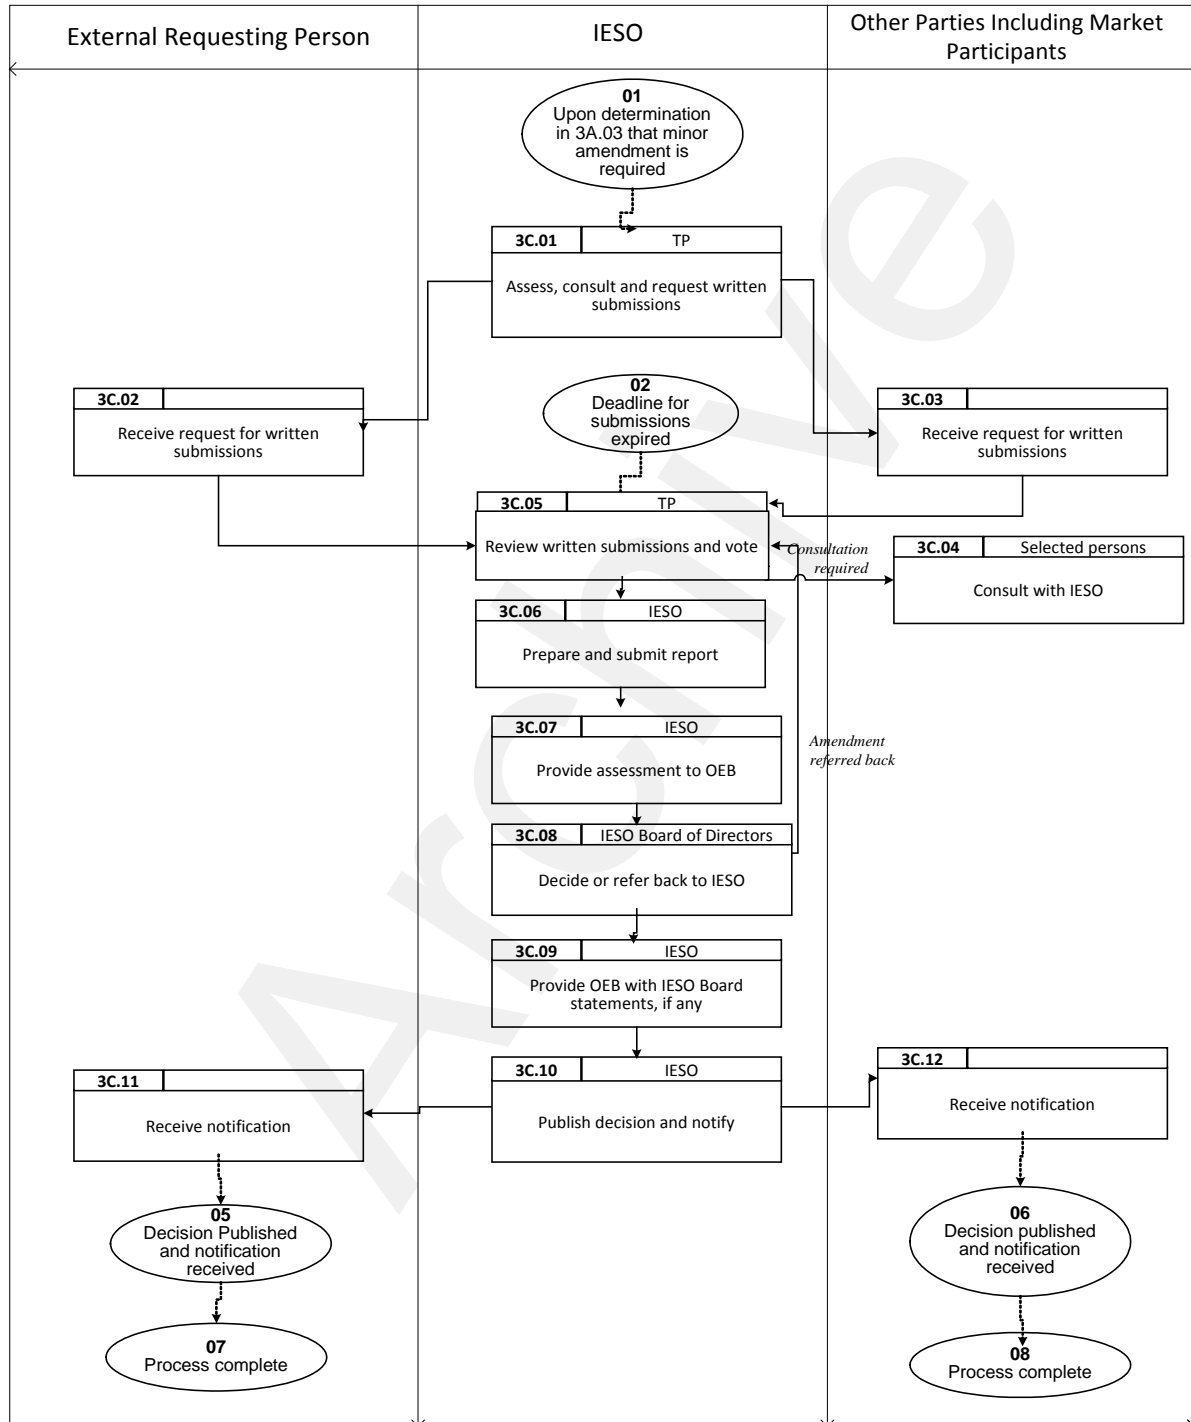 External Requesting Person
IESO
Other Parties Including Market
Participants
01
Upon determination
in 3A.03 that minor
amendment is
required
3C.01
TP
Assess, consult and request written
submissions
3C.02
Receive request for written
submissions
02
Deadline for
submissions
expired
3C.03
Receive request for written
submissions
3C.05
TP
Review written submissions and vote
Consultation
required
3C.04
Selected persons
Consult with IESO
3C.06
IESO
Prepare and submit report
3C.07
IESO
Provide assessment to OEB
Amendment
referred back
3C.08
IESO Board of Directors
Decide or refer back to IESO
3C.09
IESO
Provide OEB with IESO Board
statements, if any
3C.10
IESO
Publish decision and notify
3C.11
Receive notification
3C.12
Receive notification
05
Decision Published
and notification
received
06
Decision published
and notification
received
07
Process complete
08
Process complete
Archive